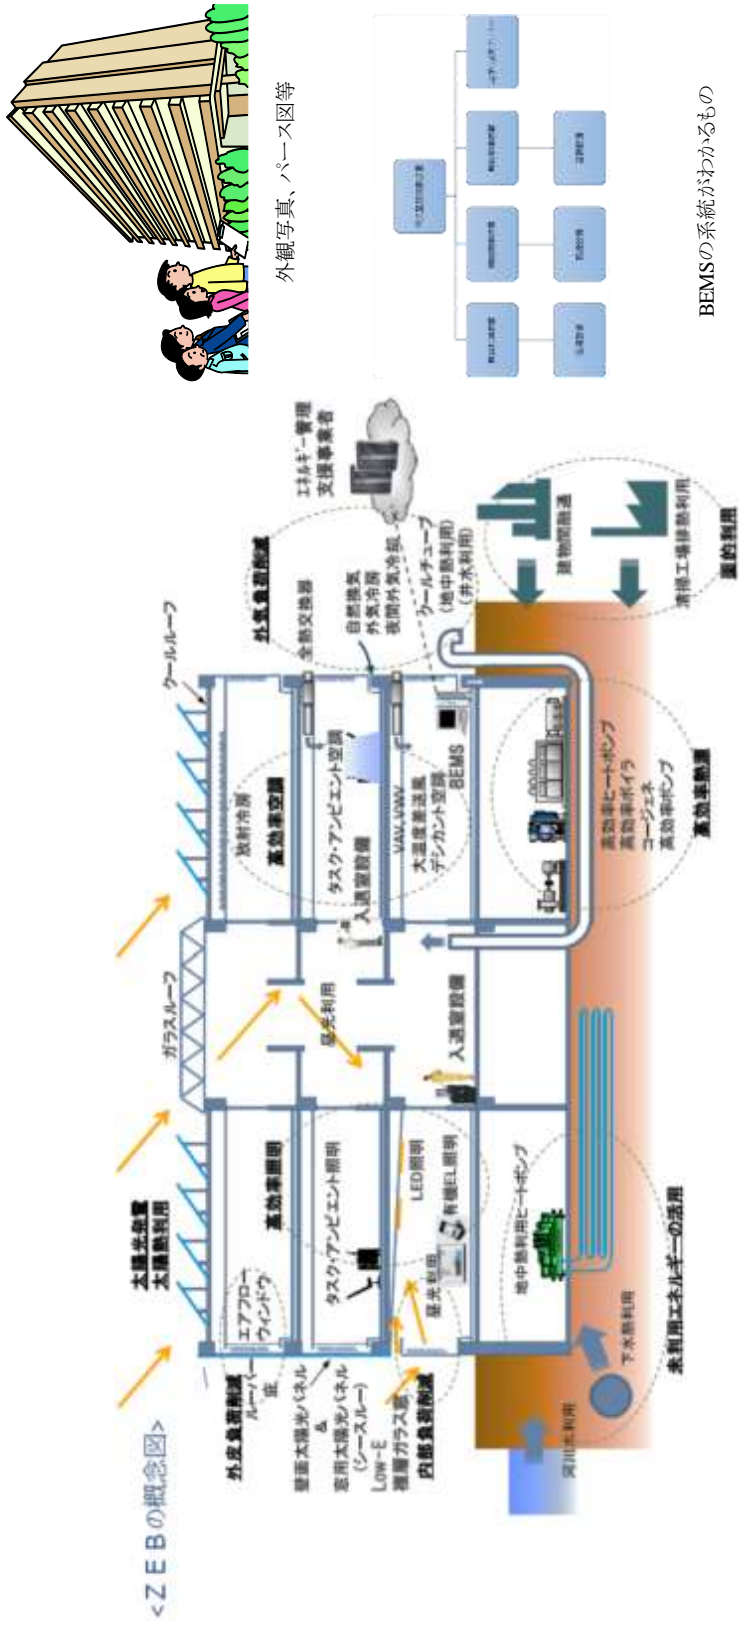 <ＺＥＢの概念図>
太陽光発電
太陽熱利用
ガラスルーフ
クールルーフ
外皮負荷削減
ルーバー
庇
エアフロー
ウィンドウ
壁面太陽光パネル
&
窓用太陽光パネル
(シースルー)
Low-E
複層ガラス窓
内部負荷削減
高効率照明
タスク・アンビエント照明
LED照明
有機EL照明
昼光利用
昼光利用
入退室設備
入退室設備
放射冷房
高効率空調
タスク・アンビエント空調
VAV,VWV
大温度差送風
デシカント空調
BEMS
外気負荷削減
全熱交換器
自然換気
外気冷房
夜間外気冷却
クールチューブ
(地中熱利用)
(井水利用)
エネルギー管理
支援事業者
地中熱利用ヒートポンプ
河川水利用
下水熱利用
未利用エネルギーの活用
高効率ヒートポンプ
高効率ボイラ
コージェネ
高効率ポンプ
高効率熱源
建物間融通
清掃工場排熱利用
面的利用
外観写真、パース図等
BEMSの系統がわかるもの